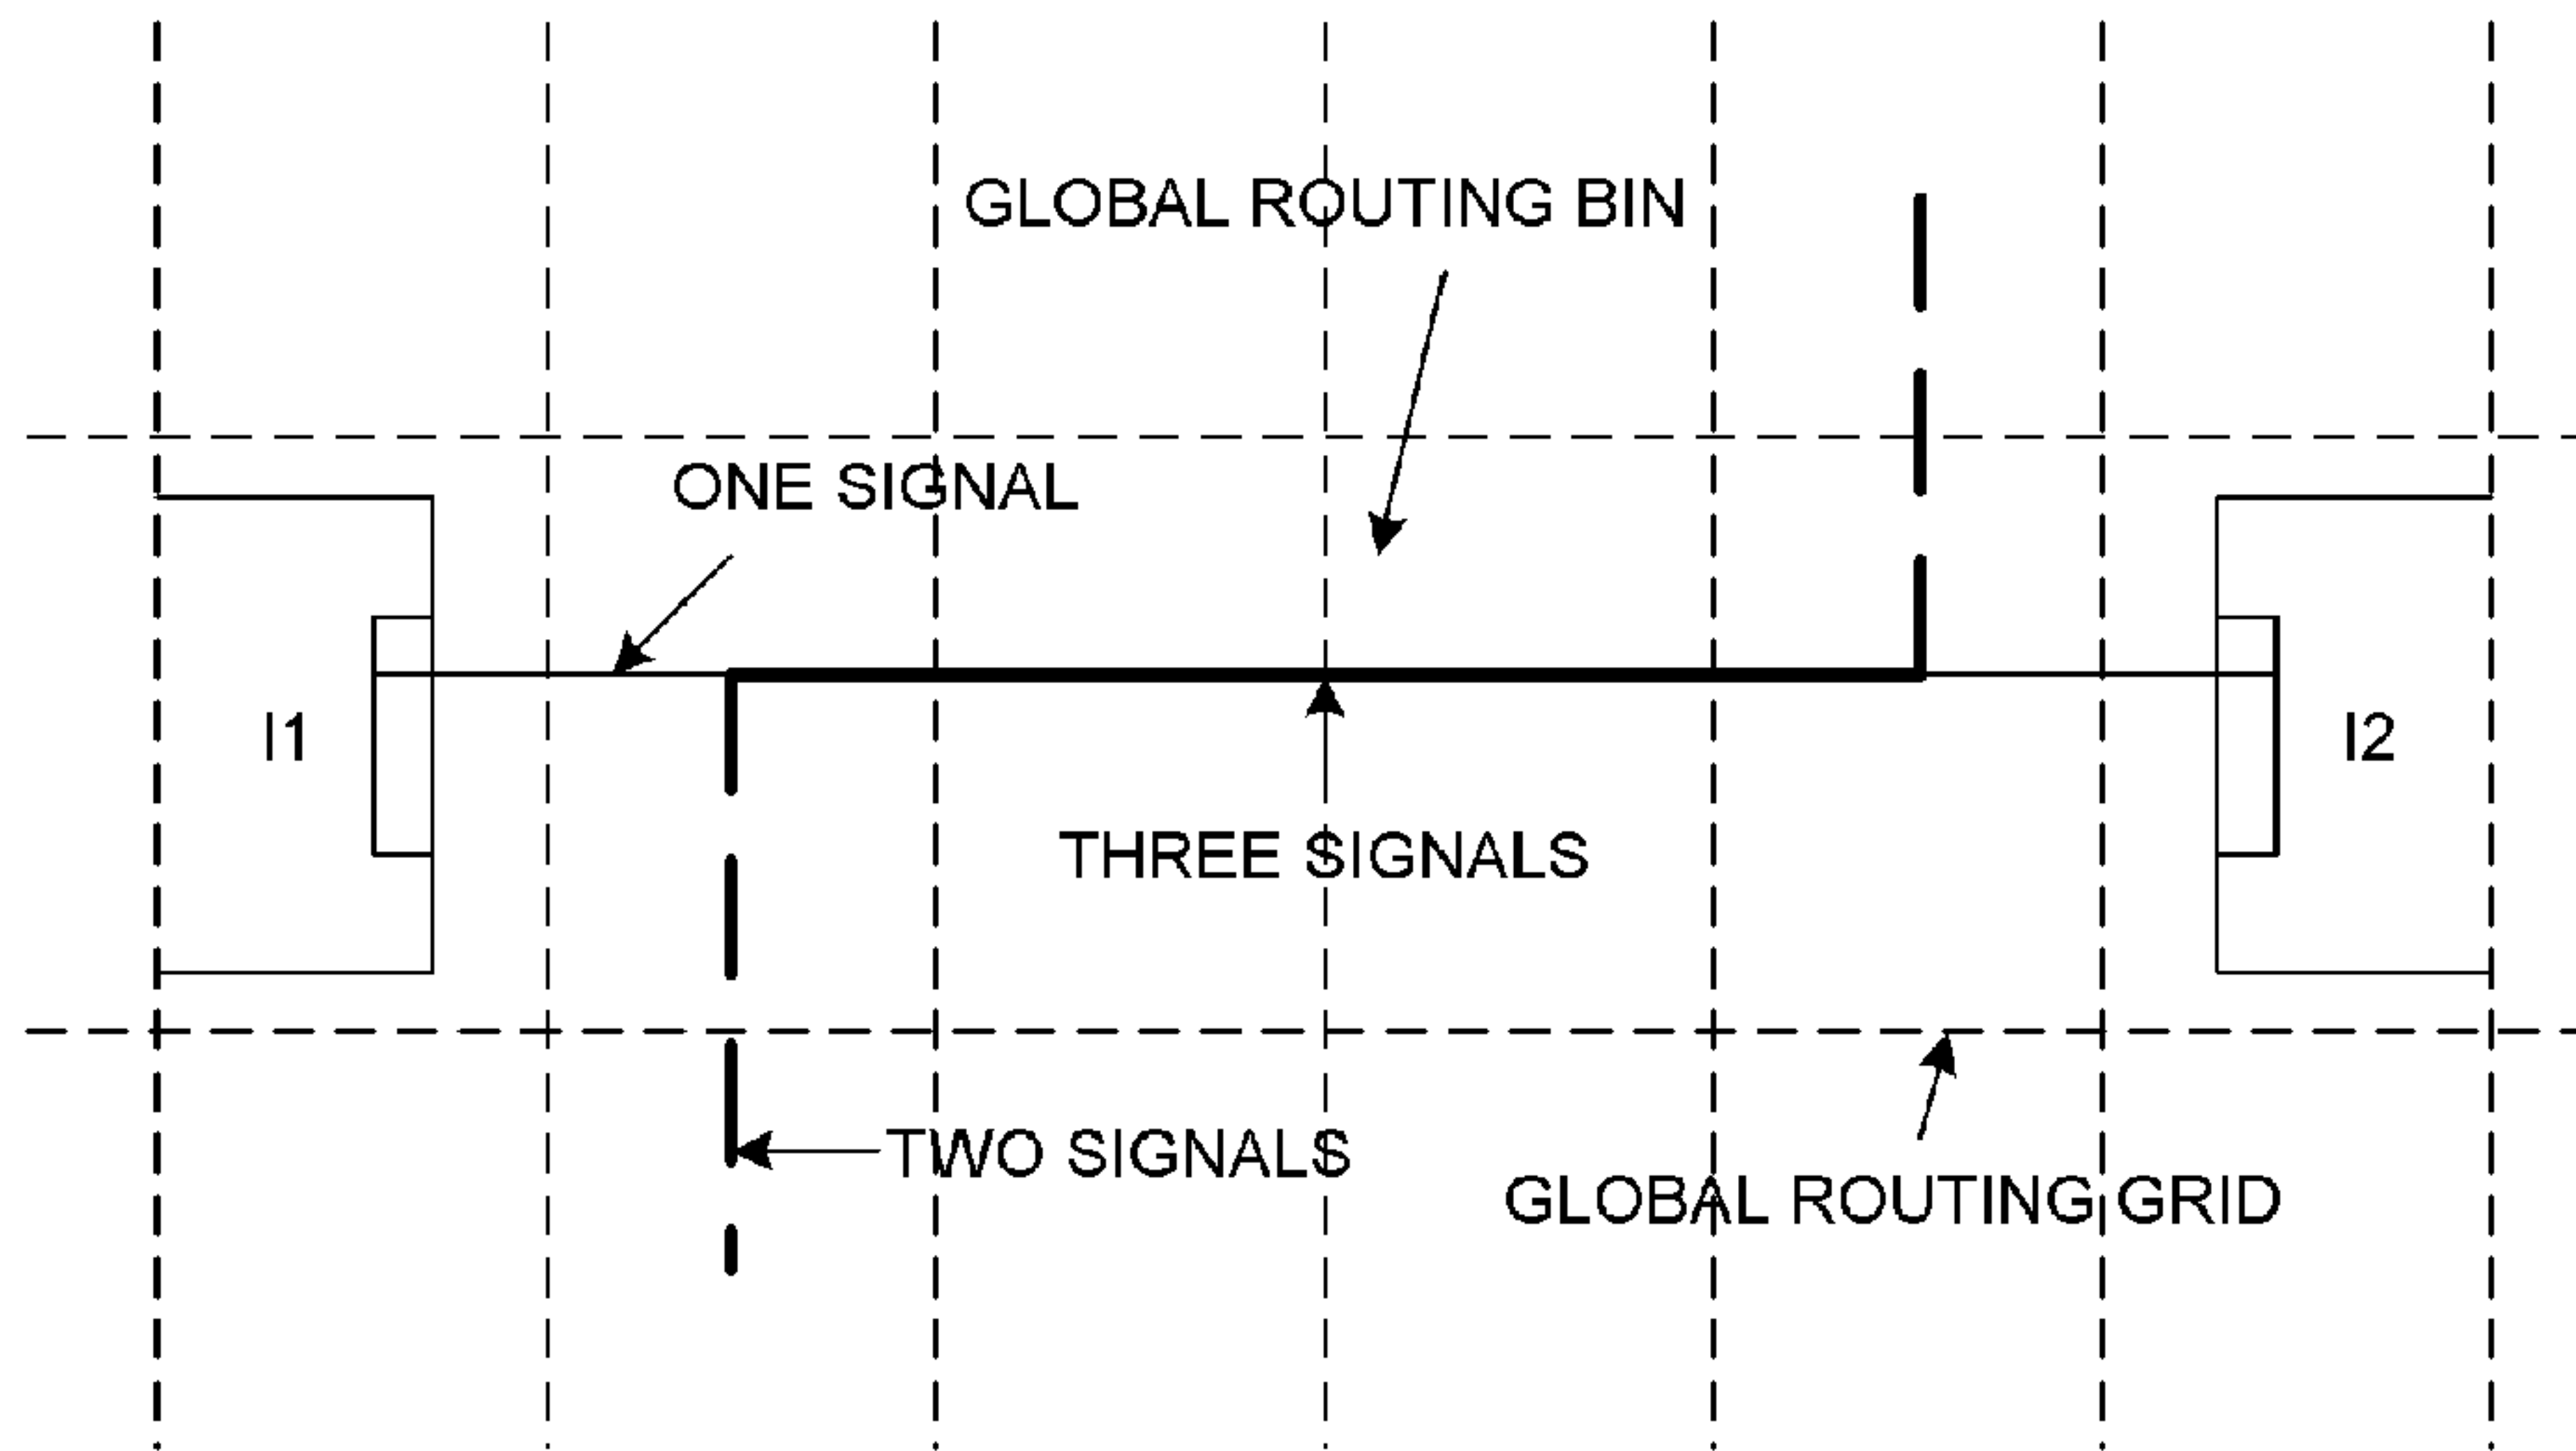 GLOBAL ROUTING BIN
ONE SIGNAL
I1
I2
THREE SIGNALS
TWO SIGNALS
GLOBAL ROUTING GRID